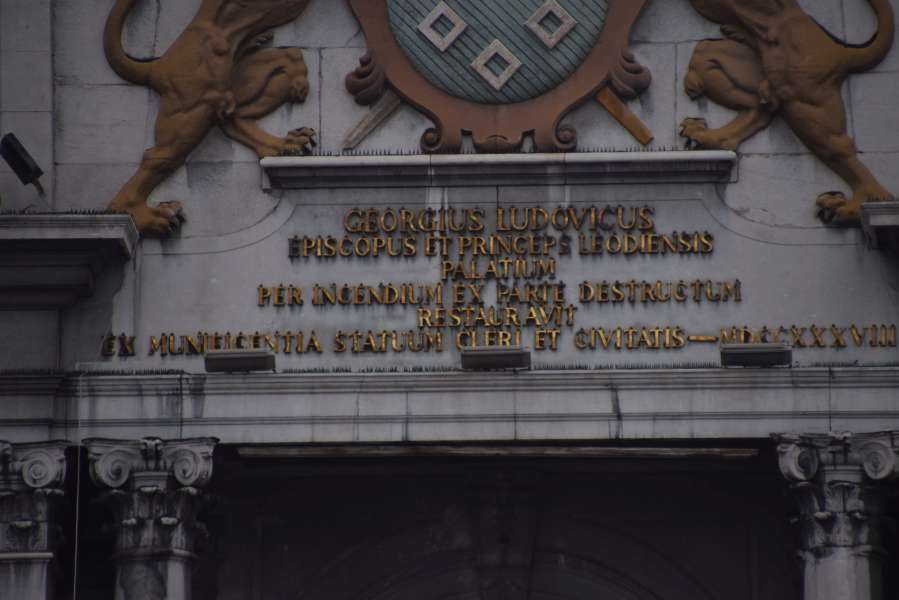 GEORGIUS LUDOVICUS
EPISCOPUS ET PRINCEPS LEODIENSIS
PALATIUM
PER INCENDIUM EX PARTE DESTRUCTUM
RESTAURAVIT
EX MUNIFICENTIA STATUUM CLERI ET CIVITATIS — MDCCXXXVIII